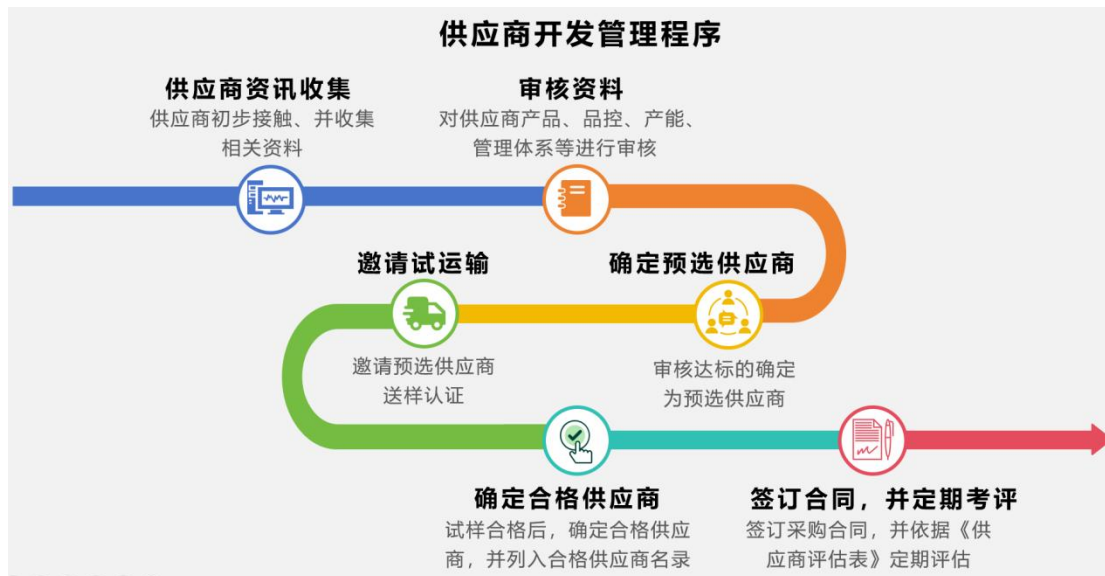 供应商开发管理程序
供应商资讯收集
供应商初步接触、并收集
相关资料
审核资料
对供应商产品、品控、产能、
管理体系等进行审核
确定预选供应商
审核达标的确定
为预选供应商
邀请试运输
邀请预选供应商
送样认证
确定合格供应商
试样合格后，确定合格供应
商，并列入合格供应商名录
签订合同，并定期考评
签订采购合同，并依据《供
应商评估表》定期评估